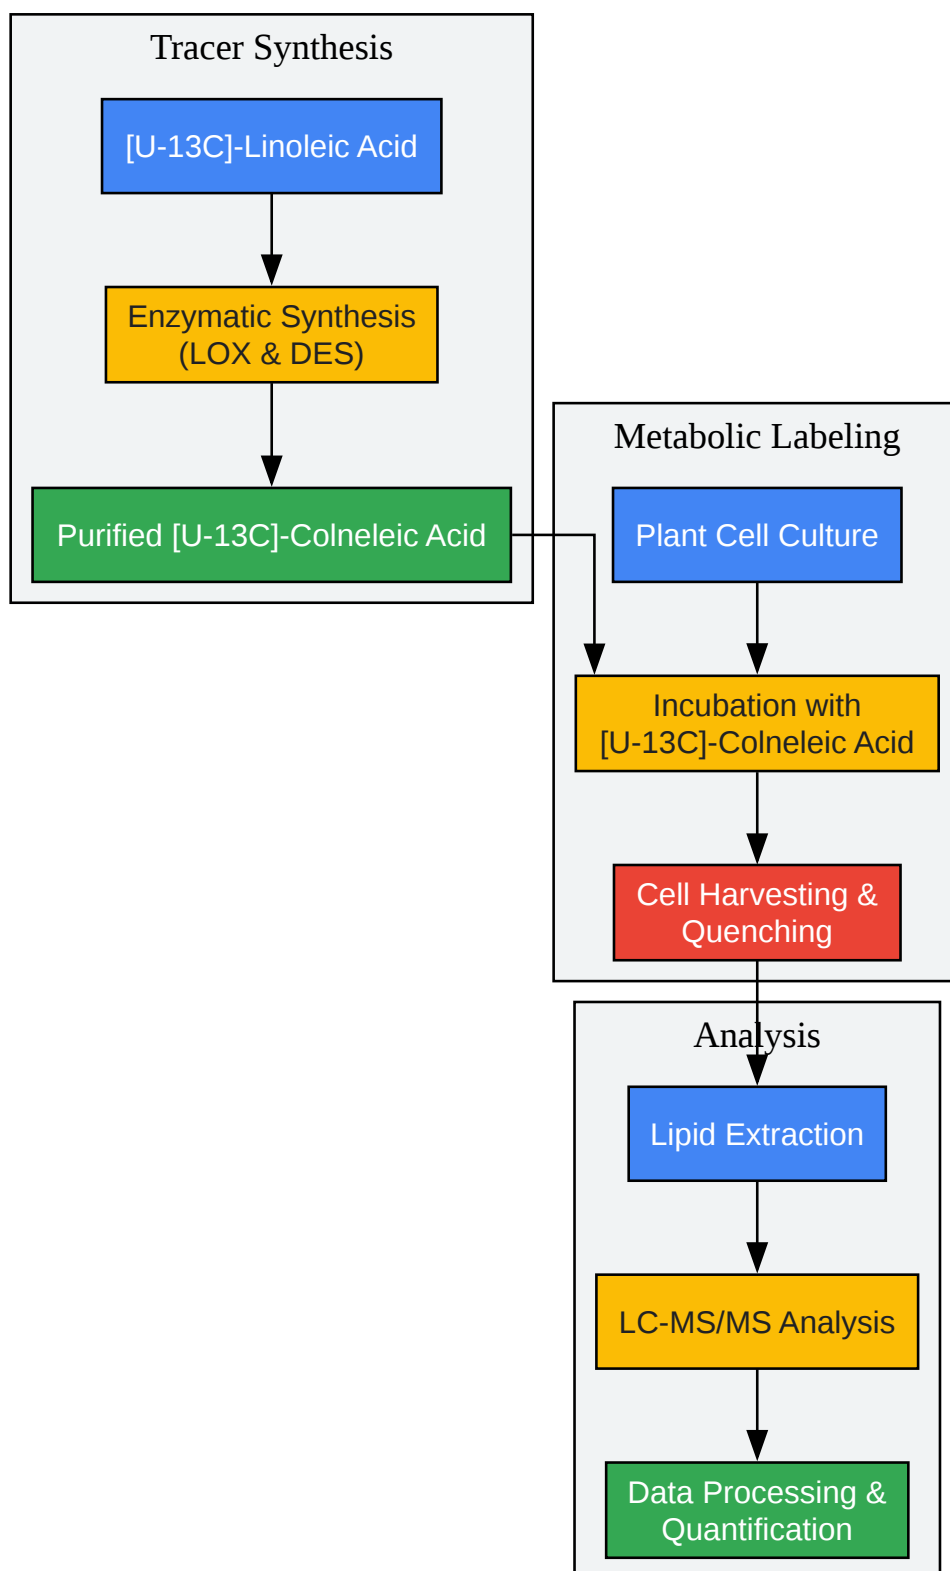 Tracer Synthesis
[U-13C]-Linoleic Acid
Enzymatic Synthesis
(LOX & DES)
Purified [U-13C]-Colneleic Acid
Metabolic Labeling
Plant Cell Culture
Incubation with
[U-13C]-Colneleic Acid
Cell Harvesting &
Quenching
Analysis
Lipid Extraction
LC-MS/MS Analysis
Data Processing &
Quantification